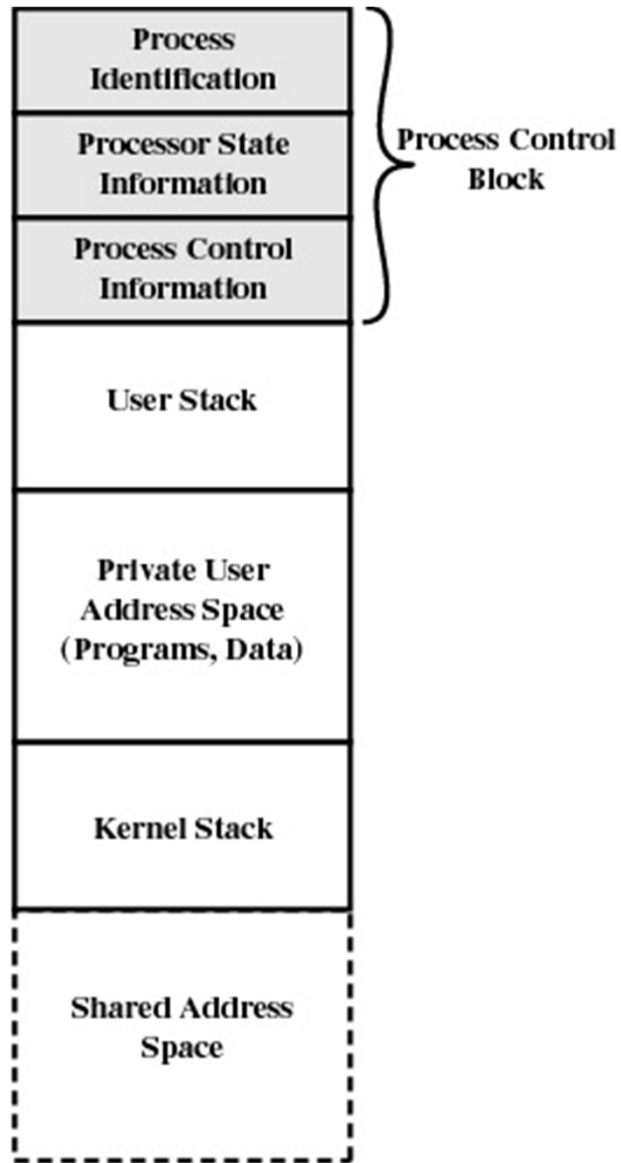 Process
Identification
Processor State
Information
Process Control
Block
Process Control
Information
User Stack
Private User
Address Space
(Programs, Data)
Kernel Stack
Shared Address
Space